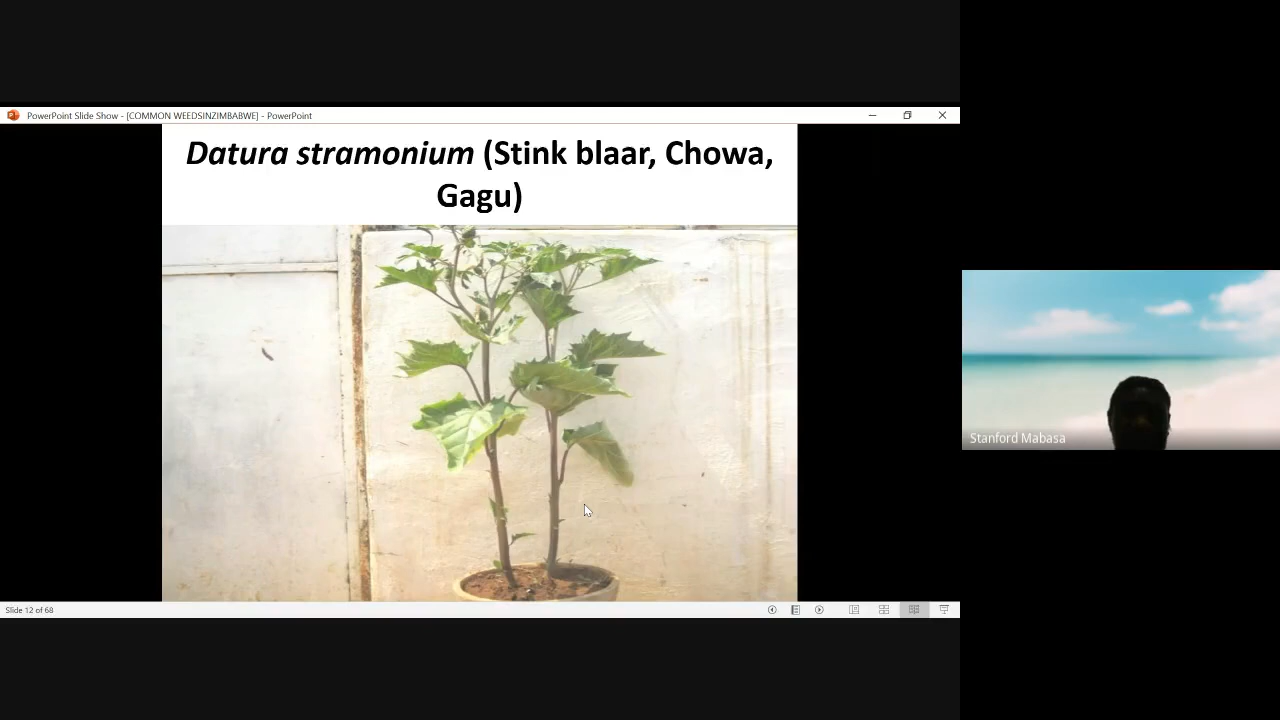 PowerPoint Slide Show - [COMMON WEEDSINZIMBABWE] - PowerPoint
Datura stramonium (Stink blaar, Chowa,
Gagu)
Stanford Mabasa
Slide 12 of 68